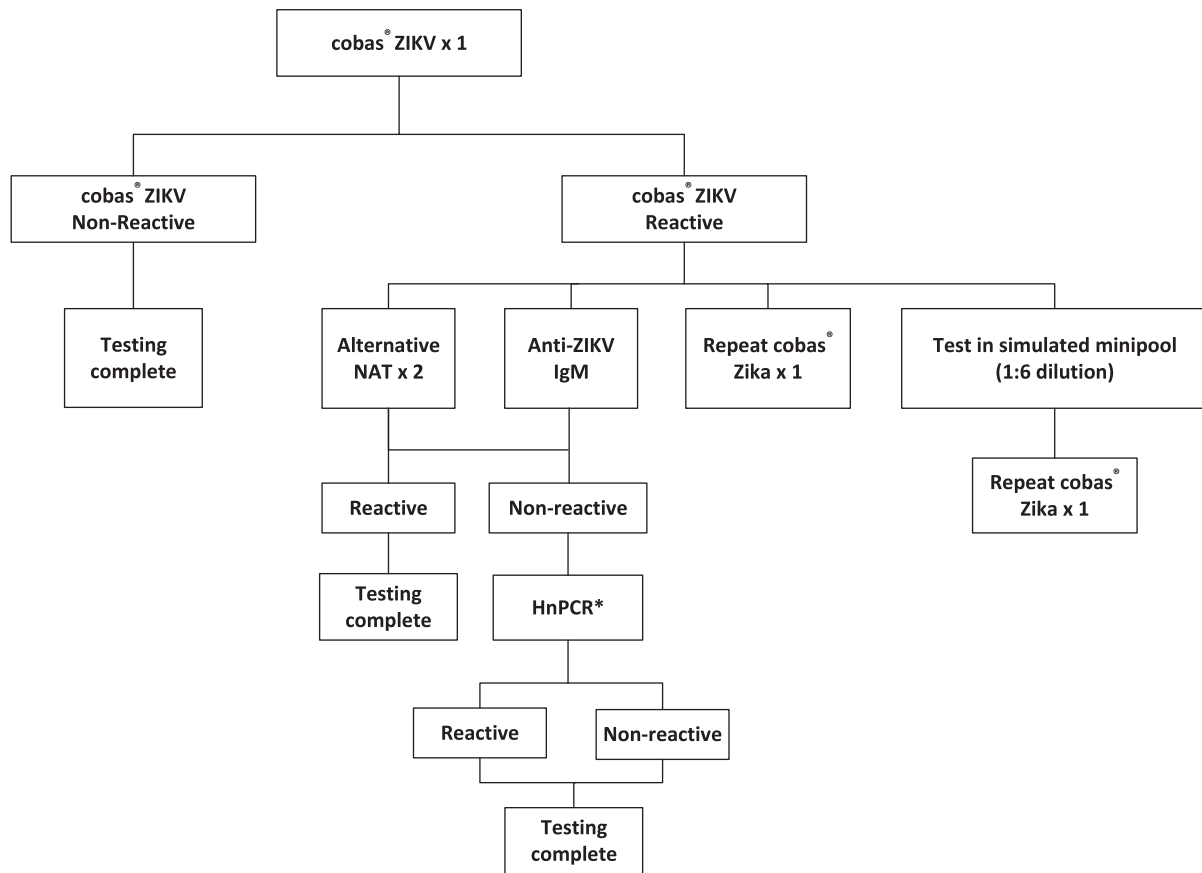 cobas® ZIKV x 1
cobas® ZIKV
Non-Reactive
cobas® ZIKV
Reactive
Testing
complete
Alternative
NAT x 2
Anti-ZIKV
IgM
Repeat cobas®
Zika x 1
Test in simulated minipool
(1:6 dilution)
Repeat cobas®
Zika x 1
Reactive
Non-reactive
Testing
complete
HnPCR*
Reactive
Non-reactive
Testing
complete